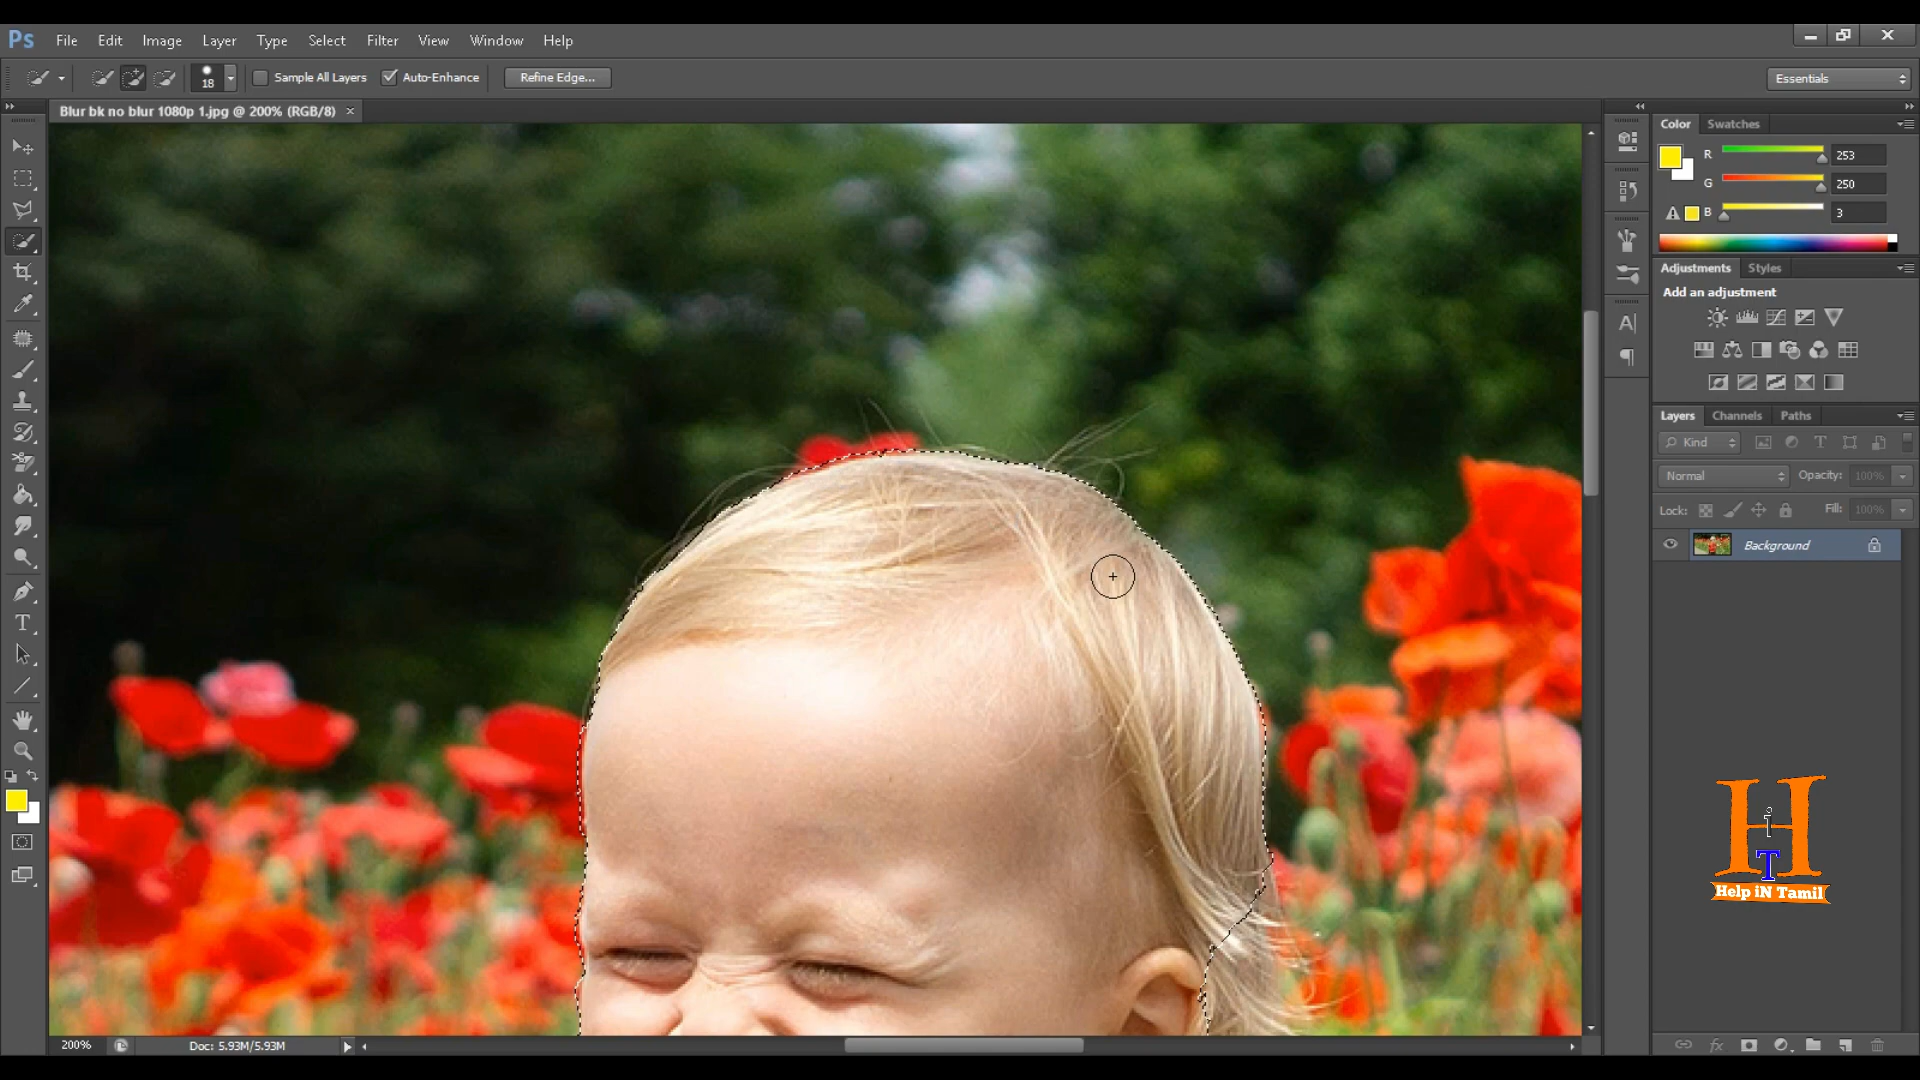 Ps File Edit Image Layer Type Select Filter View Window Help
18 Sample All Layers Auto-Enhance Refine Edge... Essentials
Blur bk no blur 1080p 1.jpg @ 200% (RGB/8)
Color Swatches
R 253
G 250
B 3
Adjustments Styles
Add an adjustment
Layers Channels Paths
Kind
Normal Opacity: 100%
Lock: Fill: 100%
Background
H
i
T
Help iN Tamil
200% Doc: 5.93M/5.93M